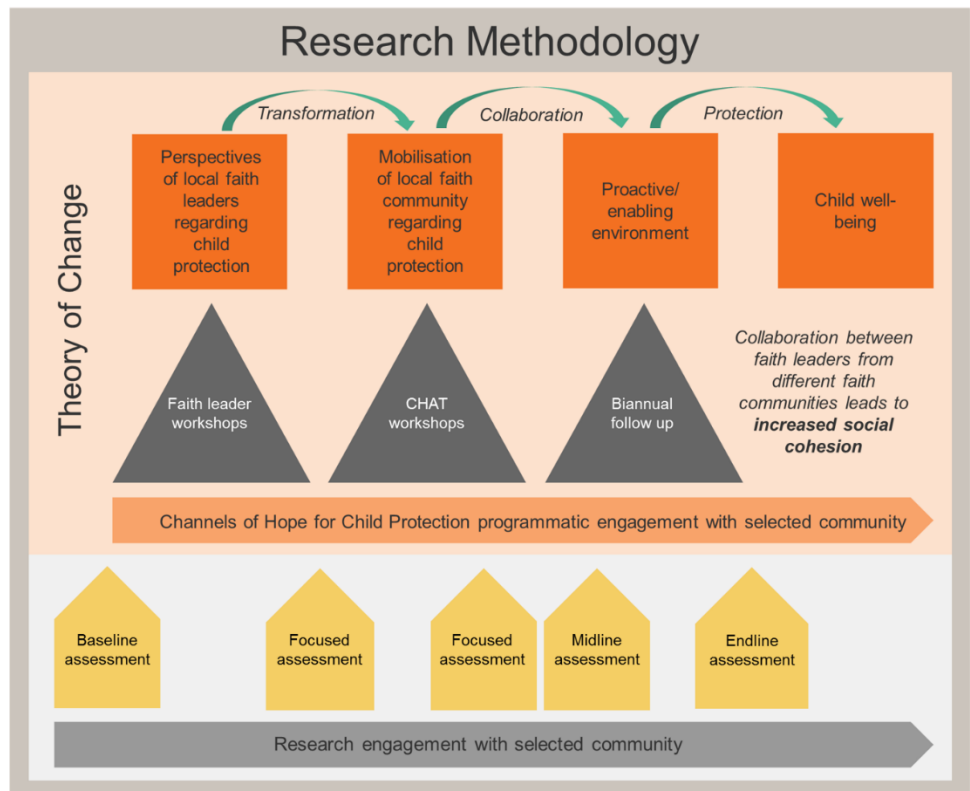 Research Methodology
Theory of Change
Transformation
Collaboration
Protection
Perspectives
of local faith
leaders
regarding
child
protection
Mobilisation
of local faith
community
regarding
child
protection
Proactive/
enabling
environment
Child well-
being
Faith leader
workshops
CHAT
workshops
Biannual
follow up
Collaboration between
faith leaders from
different faith
communities leads to
increased social
cohesion
Channels of Hope for Child Protection programmatic engagement with selected community
Baseline
assessment
Focused
assessment
Focused
assessment
Midline
assessment
Endline
assessment
Research engagement with selected community